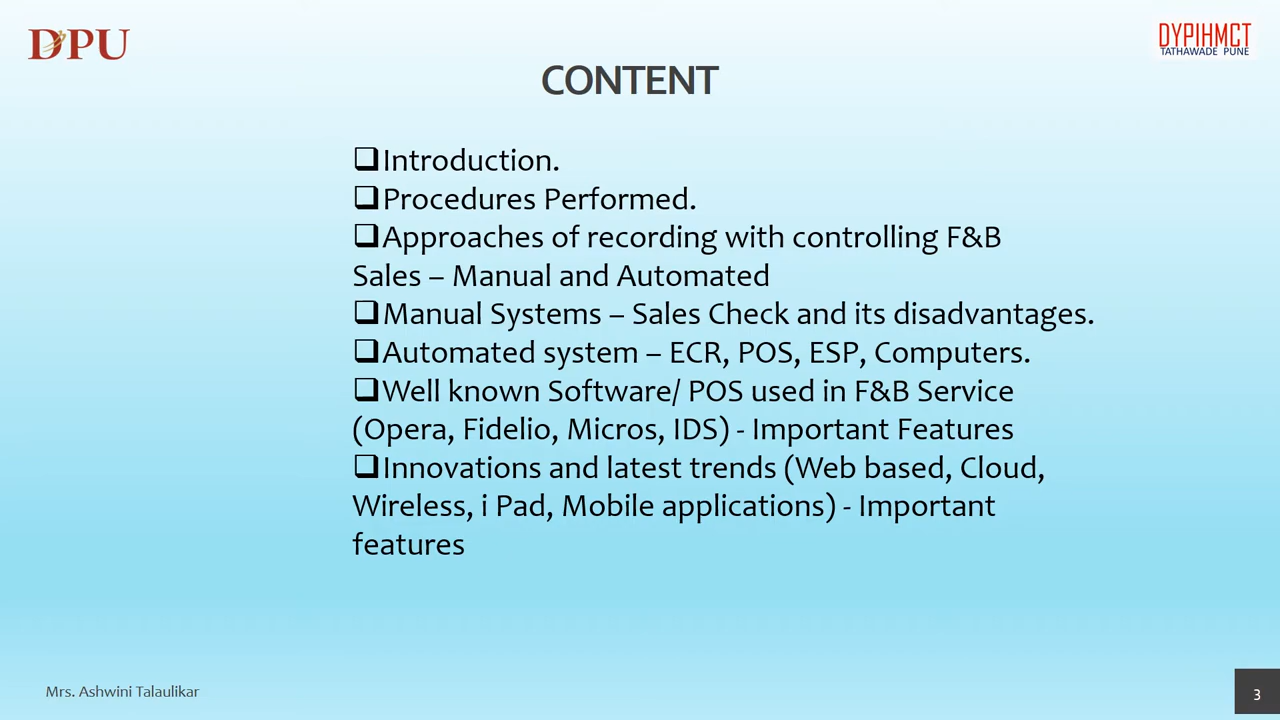 DPU
DYPIHMCT
TATHAWADE PUNE
CONTENT
❑Introduction.
❑Procedures Performed.
❑Approaches of recording with controlling F&B
Sales – Manual and Automated
❑Manual Systems – Sales Check and its disadvantages.
❑Automated system – ECR, POS, ESP, Computers.
❑Well known Software/ POS used in F&B Service
(Opera, Fidelio, Micros, IDS) - Important Features
❑Innovations and latest trends (Web based, Cloud,
Wireless, i Pad, Mobile applications) - Important
features
Mrs. Ashwini Talaulikar
3